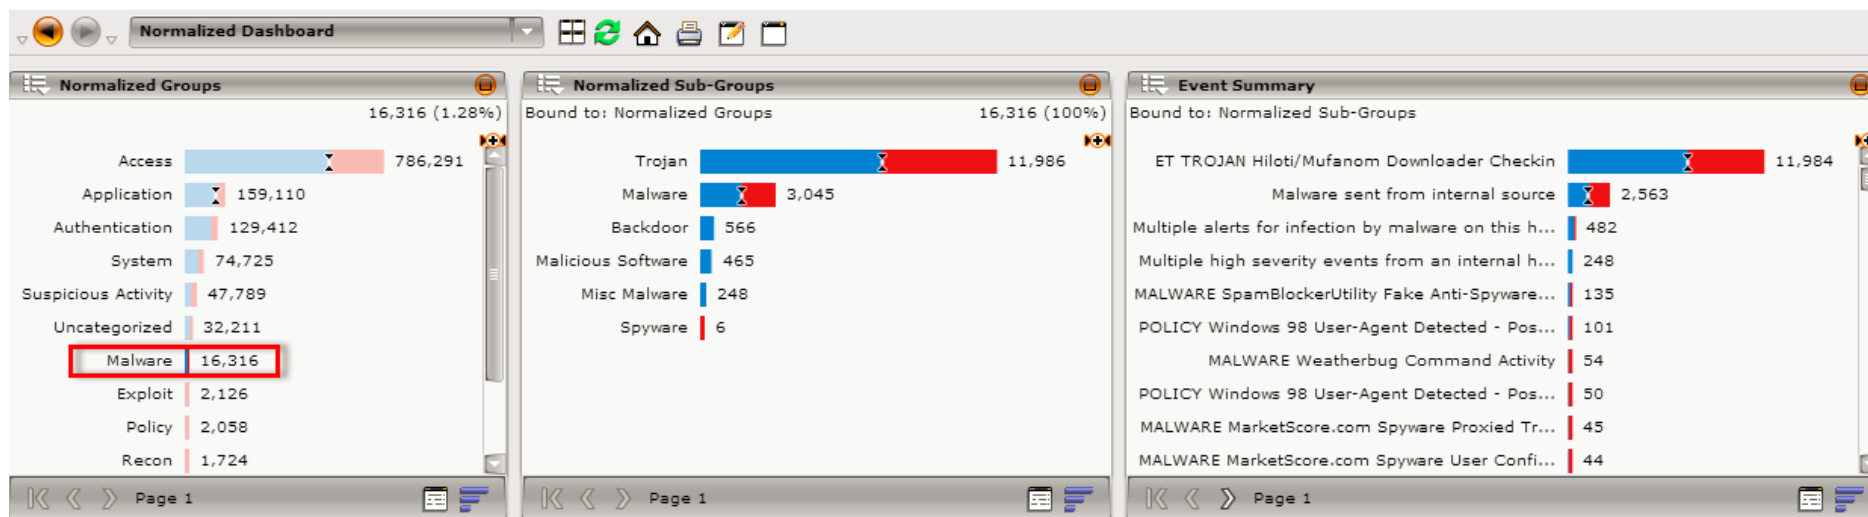 Normalized Dashboard
Normalized Groups
16,316 (1.28%)
Access 786,291
Application 159,110
Authentication 129,412
System 74,725
Suspicious Activity 47,789
Uncategorized 32,211
Malware 16,316
Exploit 2,126
Policy 2,058
Recon 1,724
Page 1
Normalized Sub-Groups
Bound to: Normalized Groups 16,316 (100%)
Trojan 11,986
Malware 3,045
Backdoor 566
Malicious Software 465
Misc Malware 248
Spyware 6
Page 1
Event Summary
Bound to: Normalized Sub-Groups
ET TROJAN Hiloti/Mufanom Downloader Checkin 11,984
Malware sent from internal source 2,563
Multiple alerts for infection by malware on this h... 482
Multiple high severity events from an internal h... 248
MALWARE SpamBlockerUtility Fake Anti-Spyware... 135
POLICY Windows 98 User-Agent Detected - Pos... 101
MALWARE Weatherbug Command Activity 54
POLICY Windows 98 User-Agent Detected - Pos... 50
MALWARE MarketScore.com Spyware Proxied Tr... 45
MALWARE MarketScore.com Spyware User Confi... 44
Page 1